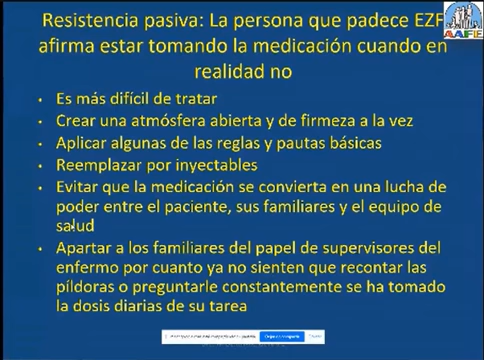 Resistencia pasiva: La persona que padece EZF
afirma estar tomando la medicación cuando en
realidad no
• Es más difícil de tratar
• Crear una atmósfera abierta y de firmeza a la vez
• Aplicar algunas de las reglas y pautas básicas
• Reemplazar por inyectables
• Evitar que la medicación se convierta en una lucha de
poder entre el paciente, sus familiares y el equipo de
salud
• Apartar a los familiares del papel de supervisores del
enfermo por cuanto ya no sienten que recontar las
píldoras o preguntarle constantemente se ha tomado
la dosis diarias de su tarea
AAFE